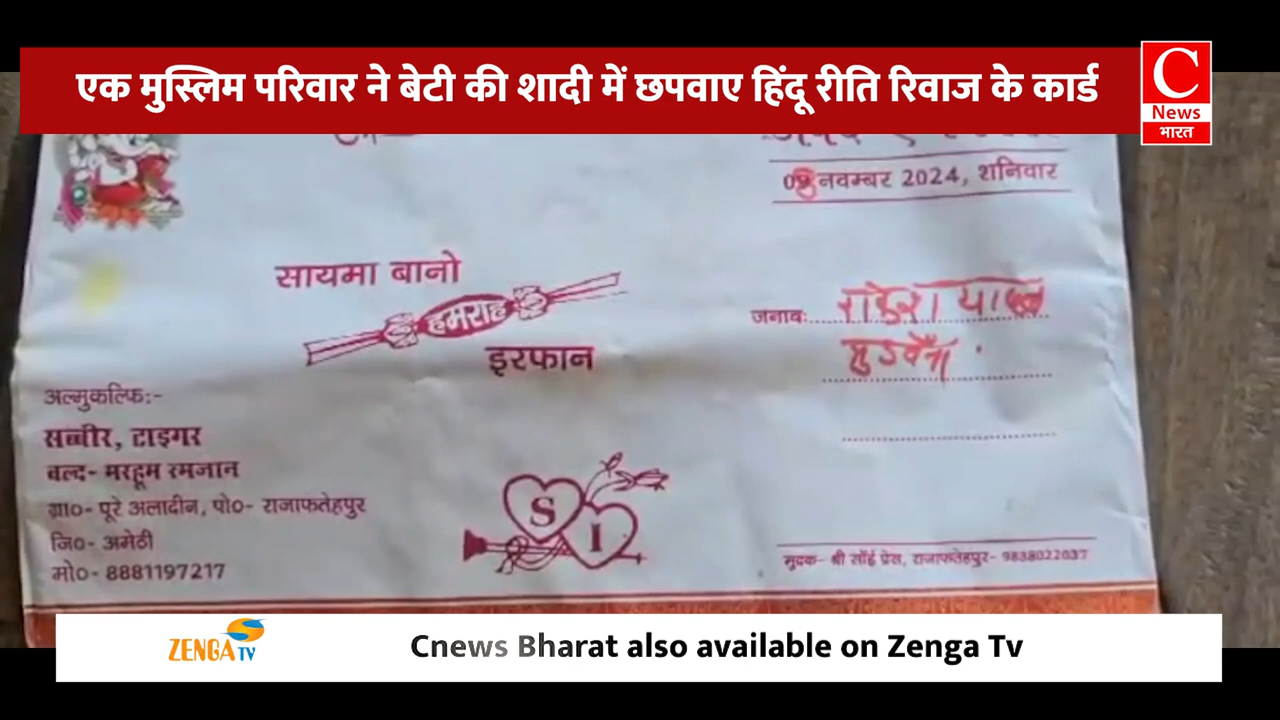 एक मुस्लिम परिवार ने बेटी की शादी में छपवाए हिंदू रीति रिवाज के कार्ड
C
News
भारत
नवम्बर 2024, शनिवार
सायमा बानो
हमराह
इरफान
जनाबः
अल्मुकल्फिः-
सब्बीर, टाइगर
वल्द- मरहूम रमजान
ग्रा०- पूरे अलादीन, पो०- राजाफतेहपुर
जि०- अमेठी
मो०- 8881197217
S
I
मुद्रक- श्री साँई प्रेस, राजाफतेहपुर- 9838022037
ZENGA TV
Cnews Bharat also available on Zenga Tv